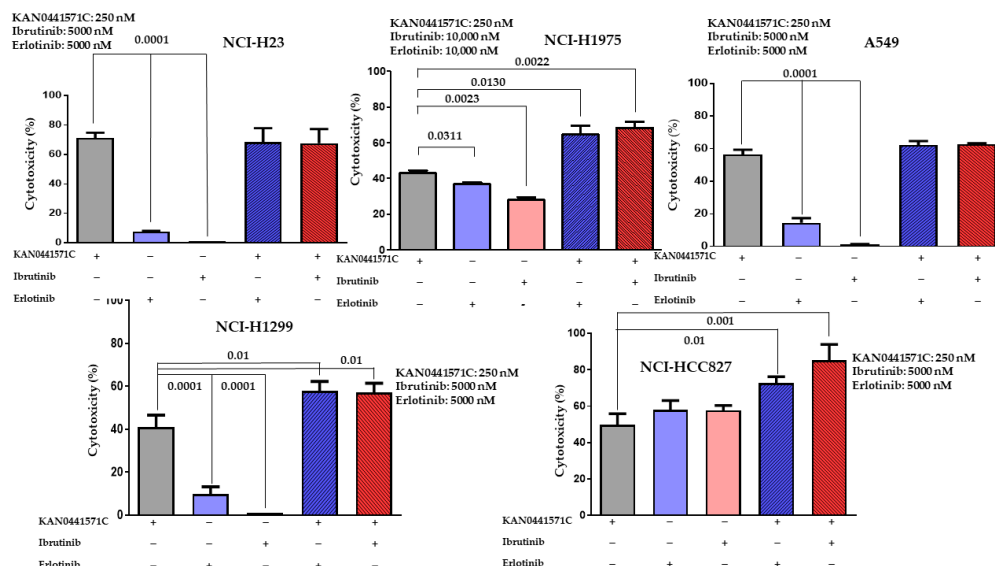 KAN0441571C: 250 nM
Ibrutinib: 5000 nM
Erlotinib: 5000 nM
NCI-H23
0.0001
Cytotoxicity (%)
100
80
60
40
20
0
KAN0441571C + – – + +
Ibrutinib – – + – +
Erlotinib – + – + –
KAN0441571C: 250 nM
Ibrutinib: 10,000 nM
Erlotinib: 10,000 nM
NCI-H1975
0.0022
0.0130
0.0023
0.0311
Cytotoxicity (%)
100
80
60
40
20
0
KAN0441571C + – – + +
Ibrutinib – – + – +
Erlotinib – + - + –
KAN0441571C: 250 nM
Ibrutinib: 5000 nM
Erlotinib: 5000 nM
A549
0.0001
Cytotoxicity (%)
100
80
60
40
20
0
KAN0441571C + – – + +
Ibrutinib – – + – +
Erlotinib – + – + –
NCI-H1299
0.01
0.01
0.0001 0.0001
KAN0441571C: 250 nM
Ibrutinib: 5000 nM
Erlotinib: 5000 nM
Cytotoxicity (%)
100
80
60
40
20
0
KAN0441571C + – – + +
Ibrutinib – – + – +
Erlotinib – + – + –
0.001
0.01
NCI-HCC827
KAN0441571C: 250 nM
Ibrutinib: 5000 nM
Erlotinib: 5000 nM
Cytotoxicity (%)
100
80
60
40
20
0
KAN0441571C + – – + +
Ibrutinib – – + – +
Erlotinib – + – + –